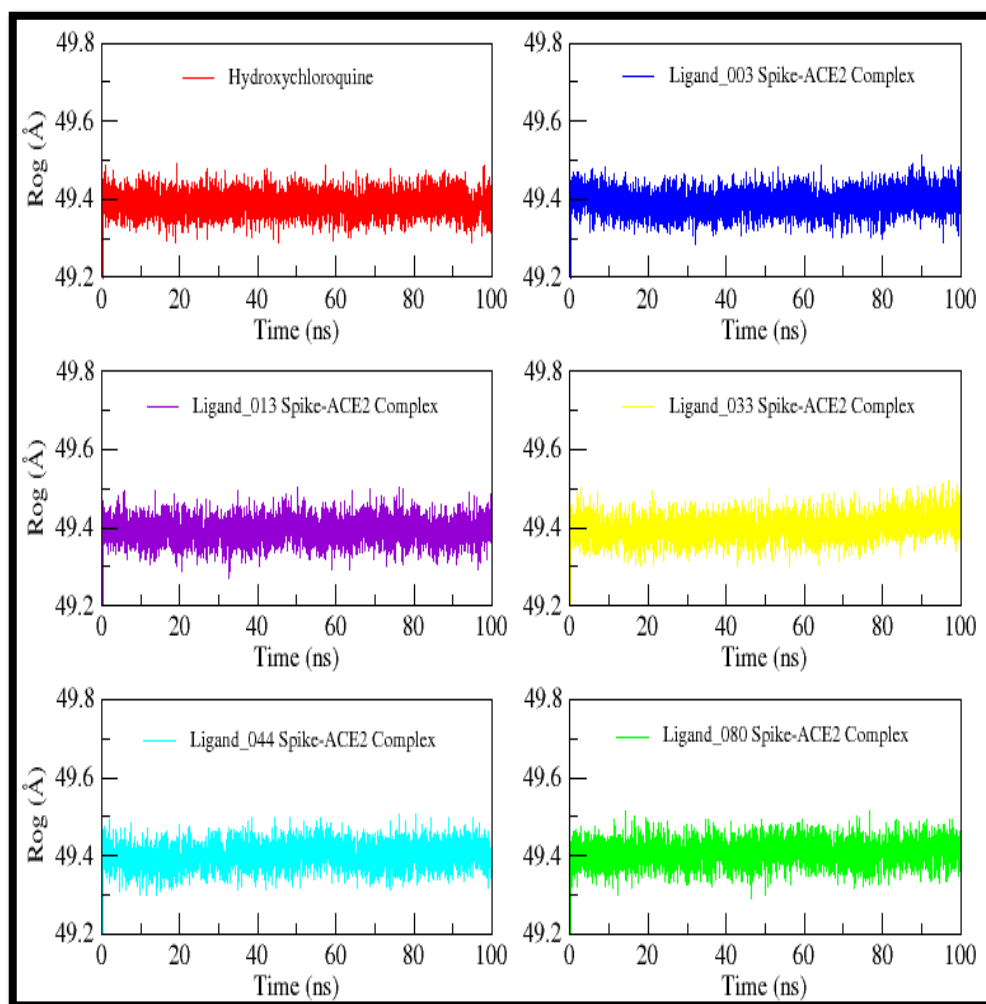 49.8
Hydroxychloroquine
49.6
Rog (Å)
49.4
49.2
0 20 40 60 80 100
Time (ns)
49.8
Ligand_003 Spike-ACE2 Complex
49.6
49.4
49.2
0 20 40 60 80 100
Time (ns)
49.8
Ligand_013 Spike-ACE2 Complex
49.6
Rog (Å)
49.4
49.2
0 20 40 60 80 100
Time (ns)
49.8
Ligand_033 Spike-ACE2 Complex
49.6
49.4
49.2
0 20 40 60 80 100
Time (ns)
49.8
Ligand_044 Spike-ACE2 Complex
49.6
Rog (Å)
49.4
49.2
0 20 40 60 80 100
Time (ns)
49.8
Ligand_080 Spike-ACE2 Complex
49.6
49.4
49.2
0 20 40 60 80 100
Time (ns)